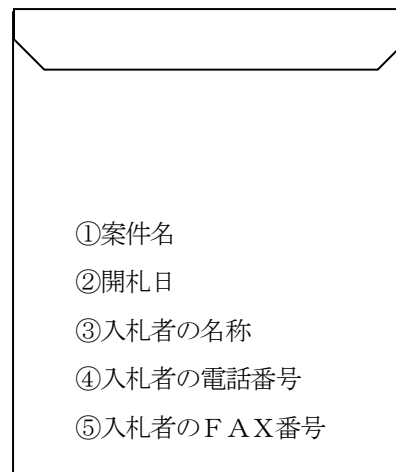 ①案件名
②開札日
③入札者の名称
④入札者の電話番号
⑤入札者のＦＡＸ番号